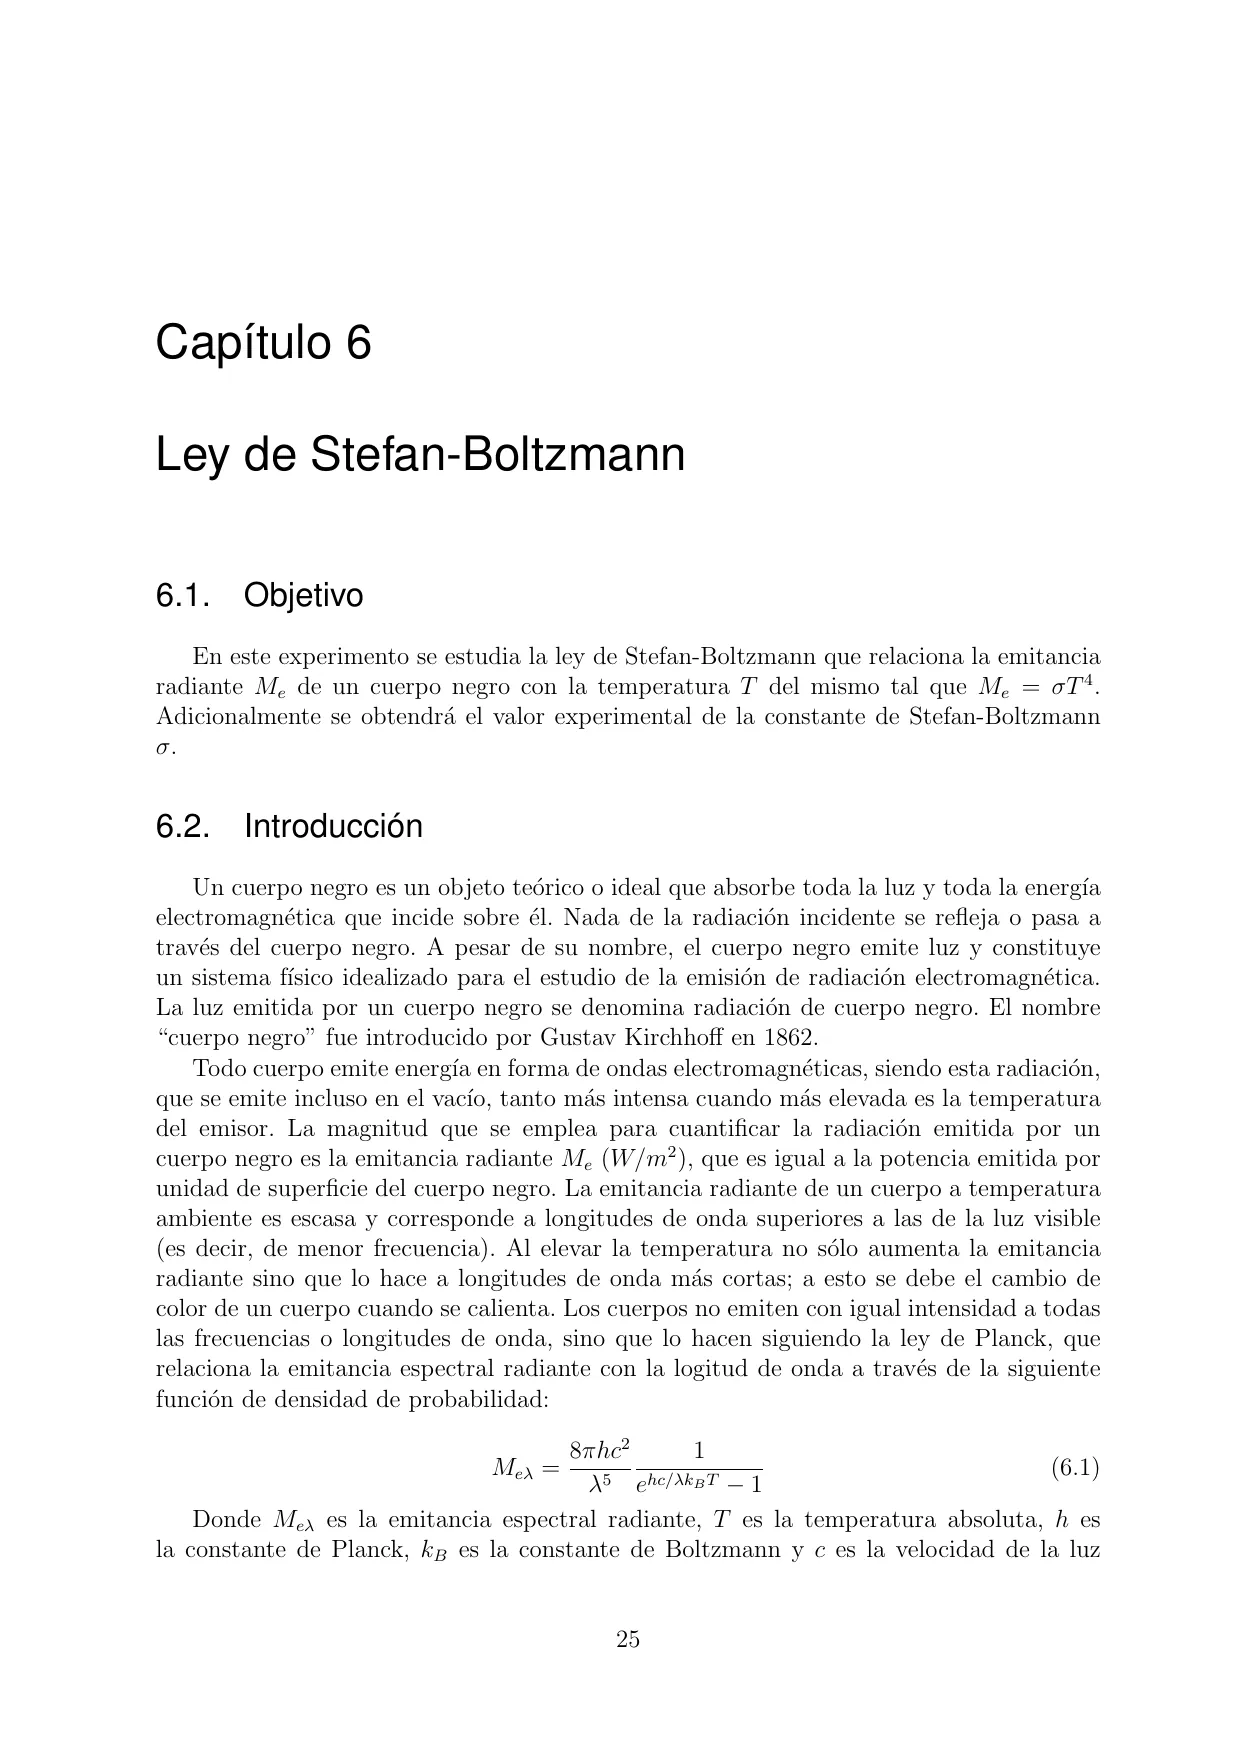 Capítulo 6
Ley de Stefan-Boltzmann
6.1. Objetivo
En este experimento se estudia la ley de Stefan-Boltzmann que relaciona la emitancia
radiante Mₑ de un cuerpo negro con la temperatura T del mismo tal que Mₑ = σT⁴.
Adicionalmente se obtendrá el valor experimental de la constante de Stefan-Boltzmann
σ.
6.2. Introducción
Un cuerpo negro es un objeto teórico o ideal que absorbe toda la luz y toda la energía
electromagnética que incide sobre él. Nada de la radiación incidente se refleja o pasa a
través del cuerpo negro. A pesar de su nombre, el cuerpo negro emite luz y constituye
un sistema físico idealizado para el estudio de la emisión de radiación electromagnética.
La luz emitida por un cuerpo negro se denomina radiación de cuerpo negro. El nombre
“cuerpo negro” fue introducido por Gustav Kirchhoff en 1862.
Todo cuerpo emite energía en forma de ondas electromagnéticas, siendo esta radiación,
que se emite incluso en el vacío, tanto más intensa cuando más elevada es la temperatura
del emisor. La magnitud que se emplea para cuantificar la radiación emitida por un
cuerpo negro es la emitancia radiante Mₑ (W/m²), que es igual a la potencia emitida por
unidad de superficie del cuerpo negro. La emitancia radiante de un cuerpo a temperatura
ambiente es escasa y corresponde a longitudes de onda superiores a las de la luz visible
(es decir, de menor frecuencia). Al elevar la temperatura no sólo aumenta la emitancia
radiante sino que lo hace a longitudes de onda más cortas; a esto se debe el cambio de
color de un cuerpo cuando se calienta. Los cuerpos no emiten con igual intensidad a todas
las frecuencias o longitudes de onda, sino que lo hacen siguiendo la ley de Planck, que
relaciona la emitancia espectral radiante con la logitud de onda a través de la siguiente
función de densidad de probabilidad:
M_{eλ} = \frac{8πhc²}{λ⁵} \frac{1}{e^{hc/λk_BT} − 1} (6.1)
Donde M_{eλ} es la emitancia espectral radiante, T es la temperatura absoluta, h es
la constante de Planck, k_B es la constante de Boltzmann y c es la velocidad de la luz
25